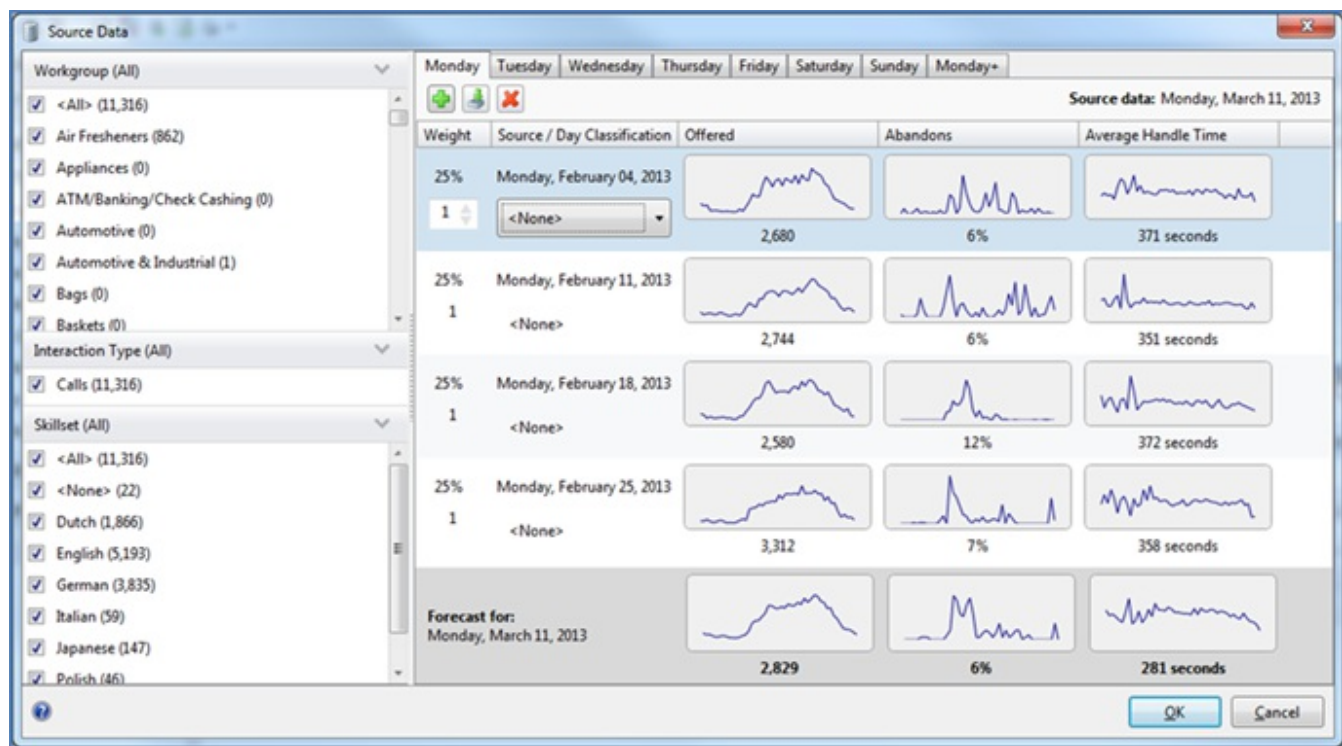 Source Data
Workgroup (All)
<All> (11,316)
Air Fresheners (862)
Appliances (0)
ATM/Banking/Check Cashing (0)
Automotive (0)
Automotive & Industrial (1)
Bags (0)
Baskets (0)
Interaction Type (All)
Calls (11,316)
Skillset (All)
<All> (11,316)
<None> (22)
Dutch (1,866)
English (5,193)
German (3,835)
Italian (59)
Japanese (147)
Polish (46)
Monday Tuesday Wednesday Thursday Friday Saturday Sunday Monday+
Source data: Monday, March 11, 2013
Weight Source / Day Classification Offered Abandons Average Handle Time
25% Monday, February 04, 2013
1 <None>
2,680 6% 371 seconds
25% Monday, February 11, 2013
1 <None>
2,744 6% 351 seconds
25% Monday, February 18, 2013
1 <None>
2,580 12% 372 seconds
25% Monday, February 25, 2013
1 <None>
3,312 7% 358 seconds
Forecast for:
Monday, March 11, 2013
2,829 6% 281 seconds
OK Cancel